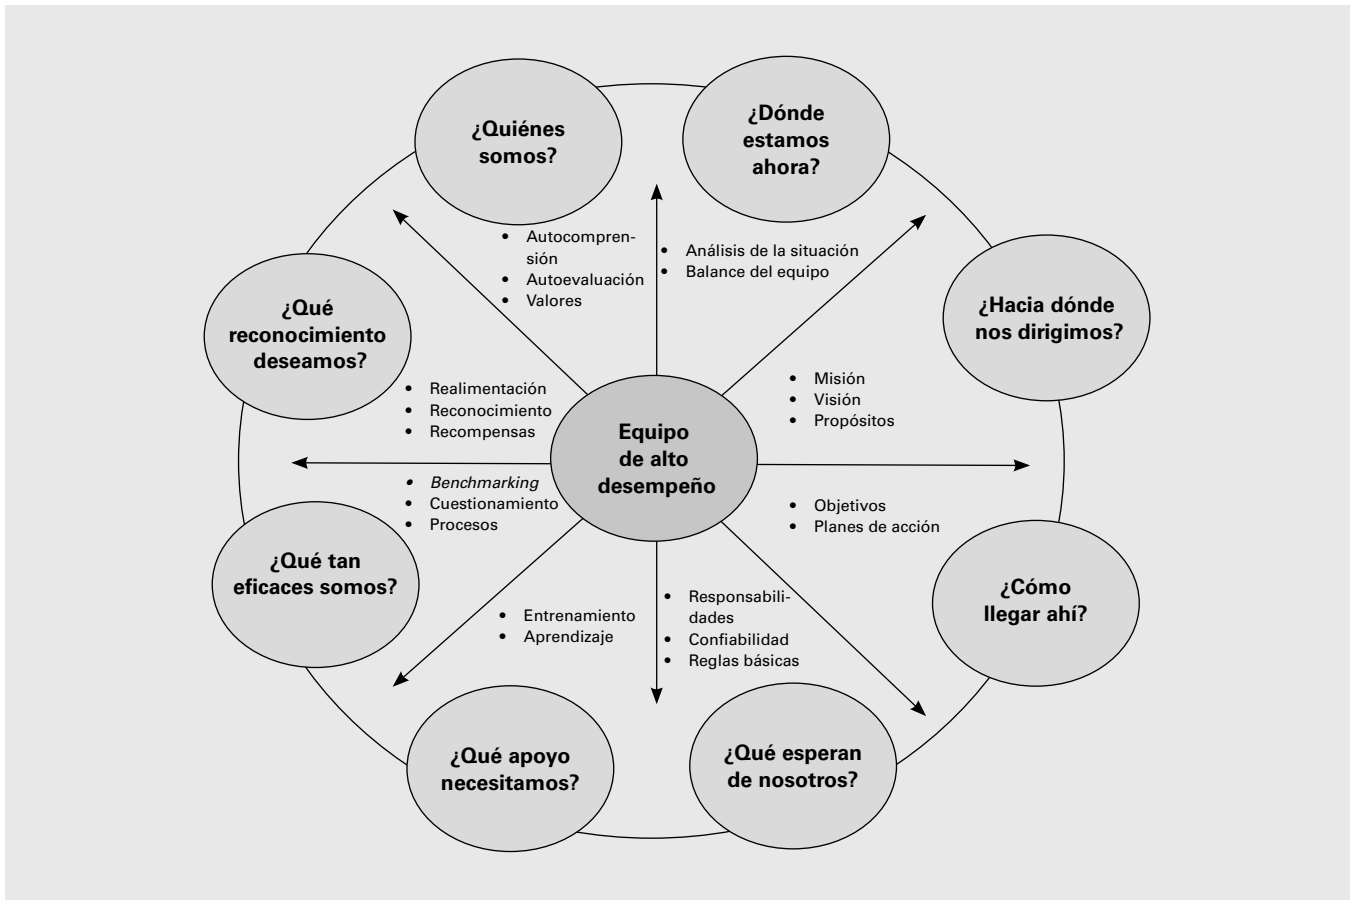 ¿Quiénes
somos?
¿Dónde
estamos
ahora?
• Autocompren-
sión
• Autoevaluación
• Valores
• Análisis de la situación
• Balance del equipo
¿Hacia dónde
nos dirigimos?
¿Qué
reconocimiento
deseamos?
• Realimentación
• Reconocimiento
• Recompensas
• Misión
• Visión
• Propósitos
Equipo
de alto
desempeño
• Benchmarking
• Cuestionamiento
• Procesos
• Objetivos
• Planes de acción
¿Qué tan
eficaces somos?
¿Cómo
llegar ahí?
• Entrenamiento
• Aprendizaje
• Responsabili-
dades
• Confiabilidad
• Reglas básicas
¿Qué apoyo
necesitamos?
¿Qué esperan
de nosotros?